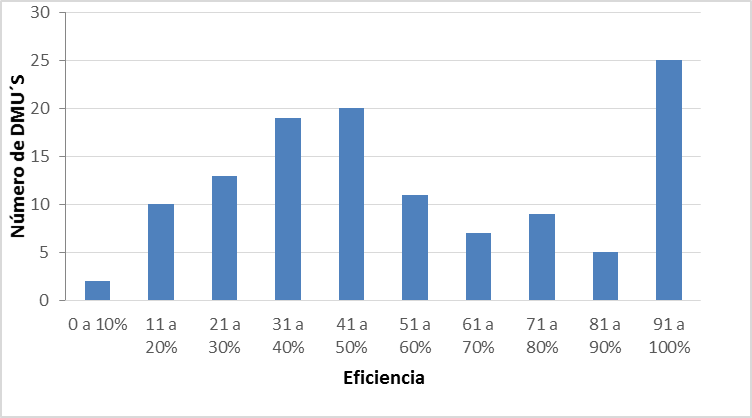 Número de DMU´S
30
25
20
15
10
5
0
0 a 10%
11 a
20%
21 a
30%
31 a
40%
41 a
50%
51 a
60%
61 a
70%
71 a
80%
81 a
90%
91 a
100%
Eficiencia